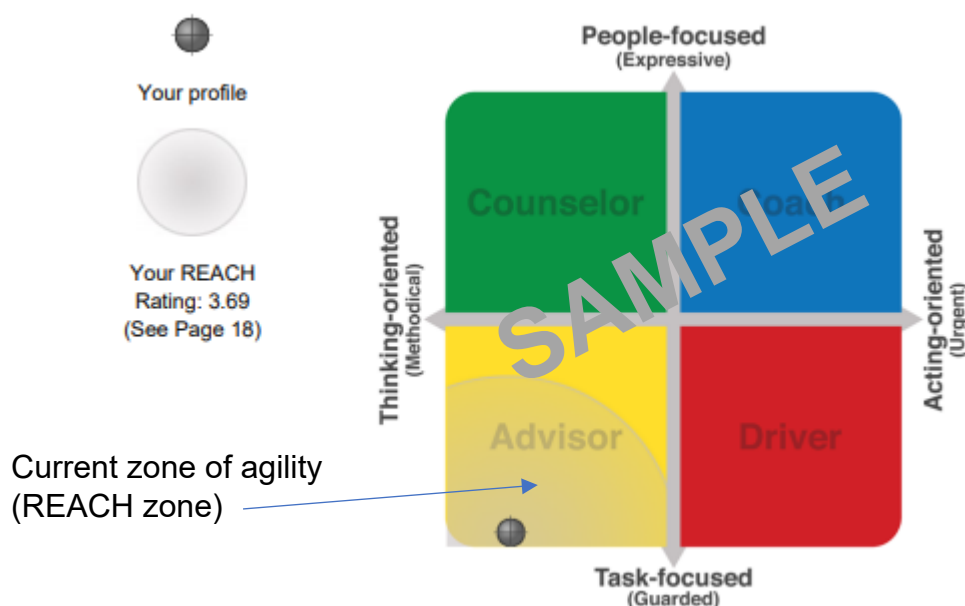 Your profile
Your REACH
Rating: 3.69
(See Page 18)
Current zone of agility
(REACH zone)
People-focused
(Expressive)
Counselor
Coach
SAMPLE
Thinking-oriented
(Methodical)
Acting-oriented
(Urgent)
Advisor
Driver
Task-focused
(Guarded)